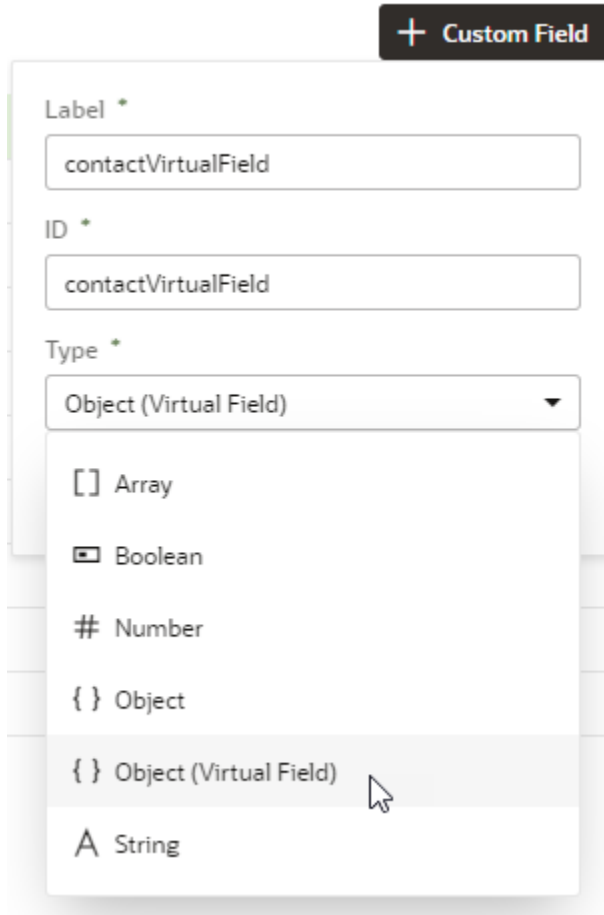 + Custom Field
Label *
contactVirtualField
ID *
contactVirtualField
Type *
Object (Virtual Field)
[ ] Array
Boolean
# Number
{ } Object
{ } Object (Virtual Field)
A String